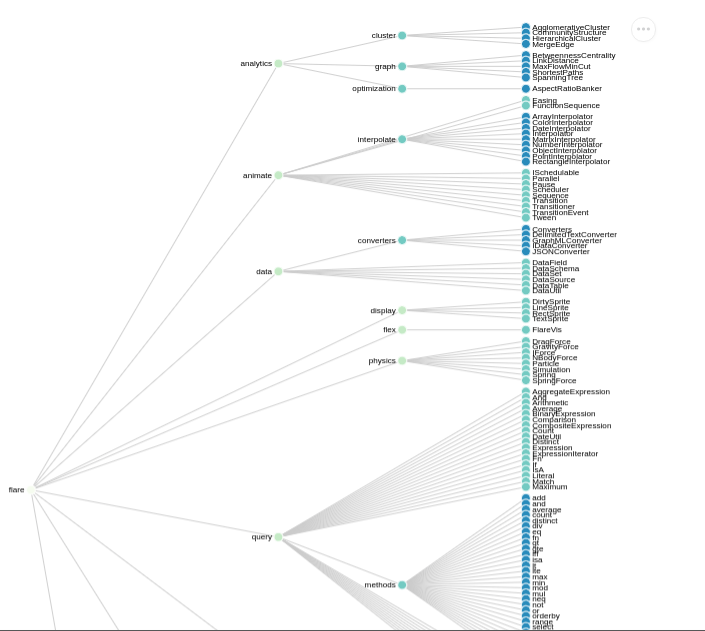 flare
analytics
cluster
AgglomerativeCluster
CommunityStructure
HierarchicalCluster
MergeEdge
graph
BetweennessCentrality
LinkDistance
MaxFlowMinCut
ShortestPaths
SpanningTree
optimization
AspectRatioBanker
animate
Easing
FunctionSequence
interpolate
ArrayInterpolator
ColorInterpolator
DateInterpolator
Interpolator
MatrixInterpolator
NumberInterpolator
ObjectInterpolator
PointInterpolator
RectangleInterpolator
ISchedulable
Parallel
Pause
Scheduler
Sequence
Transition
Transitioner
TransitionEvent
Tween
data
converters
Converters
DelimitedTextConverter
GraphMLConverter
IDataConverter
JSONConverter
DataField
DataSchema
DataSet
DataSource
DataTable
DataUtil
display
DirtySprite
LineSprite
RectSprite
TextSprite
flex
FlareVis
physics
DragForce
GravityForce
IForce
NBodyForce
Particle
Simulation
Spring
SpringForce
query
AggregateExpression
And
Arithmetic
Average
BinaryExpression
Comparison
CompositeExpression
Count
DateUtil
Distinct
Expression
ExpressionIterator
Fn
If
IsA
Literal
Match
Maximum
methods
add
and
average
count
distinct
div
eq
fn
gt
gte
iff
isa
lt
lte
max
min
mod
mul
neq
not
or
orderby
range
select